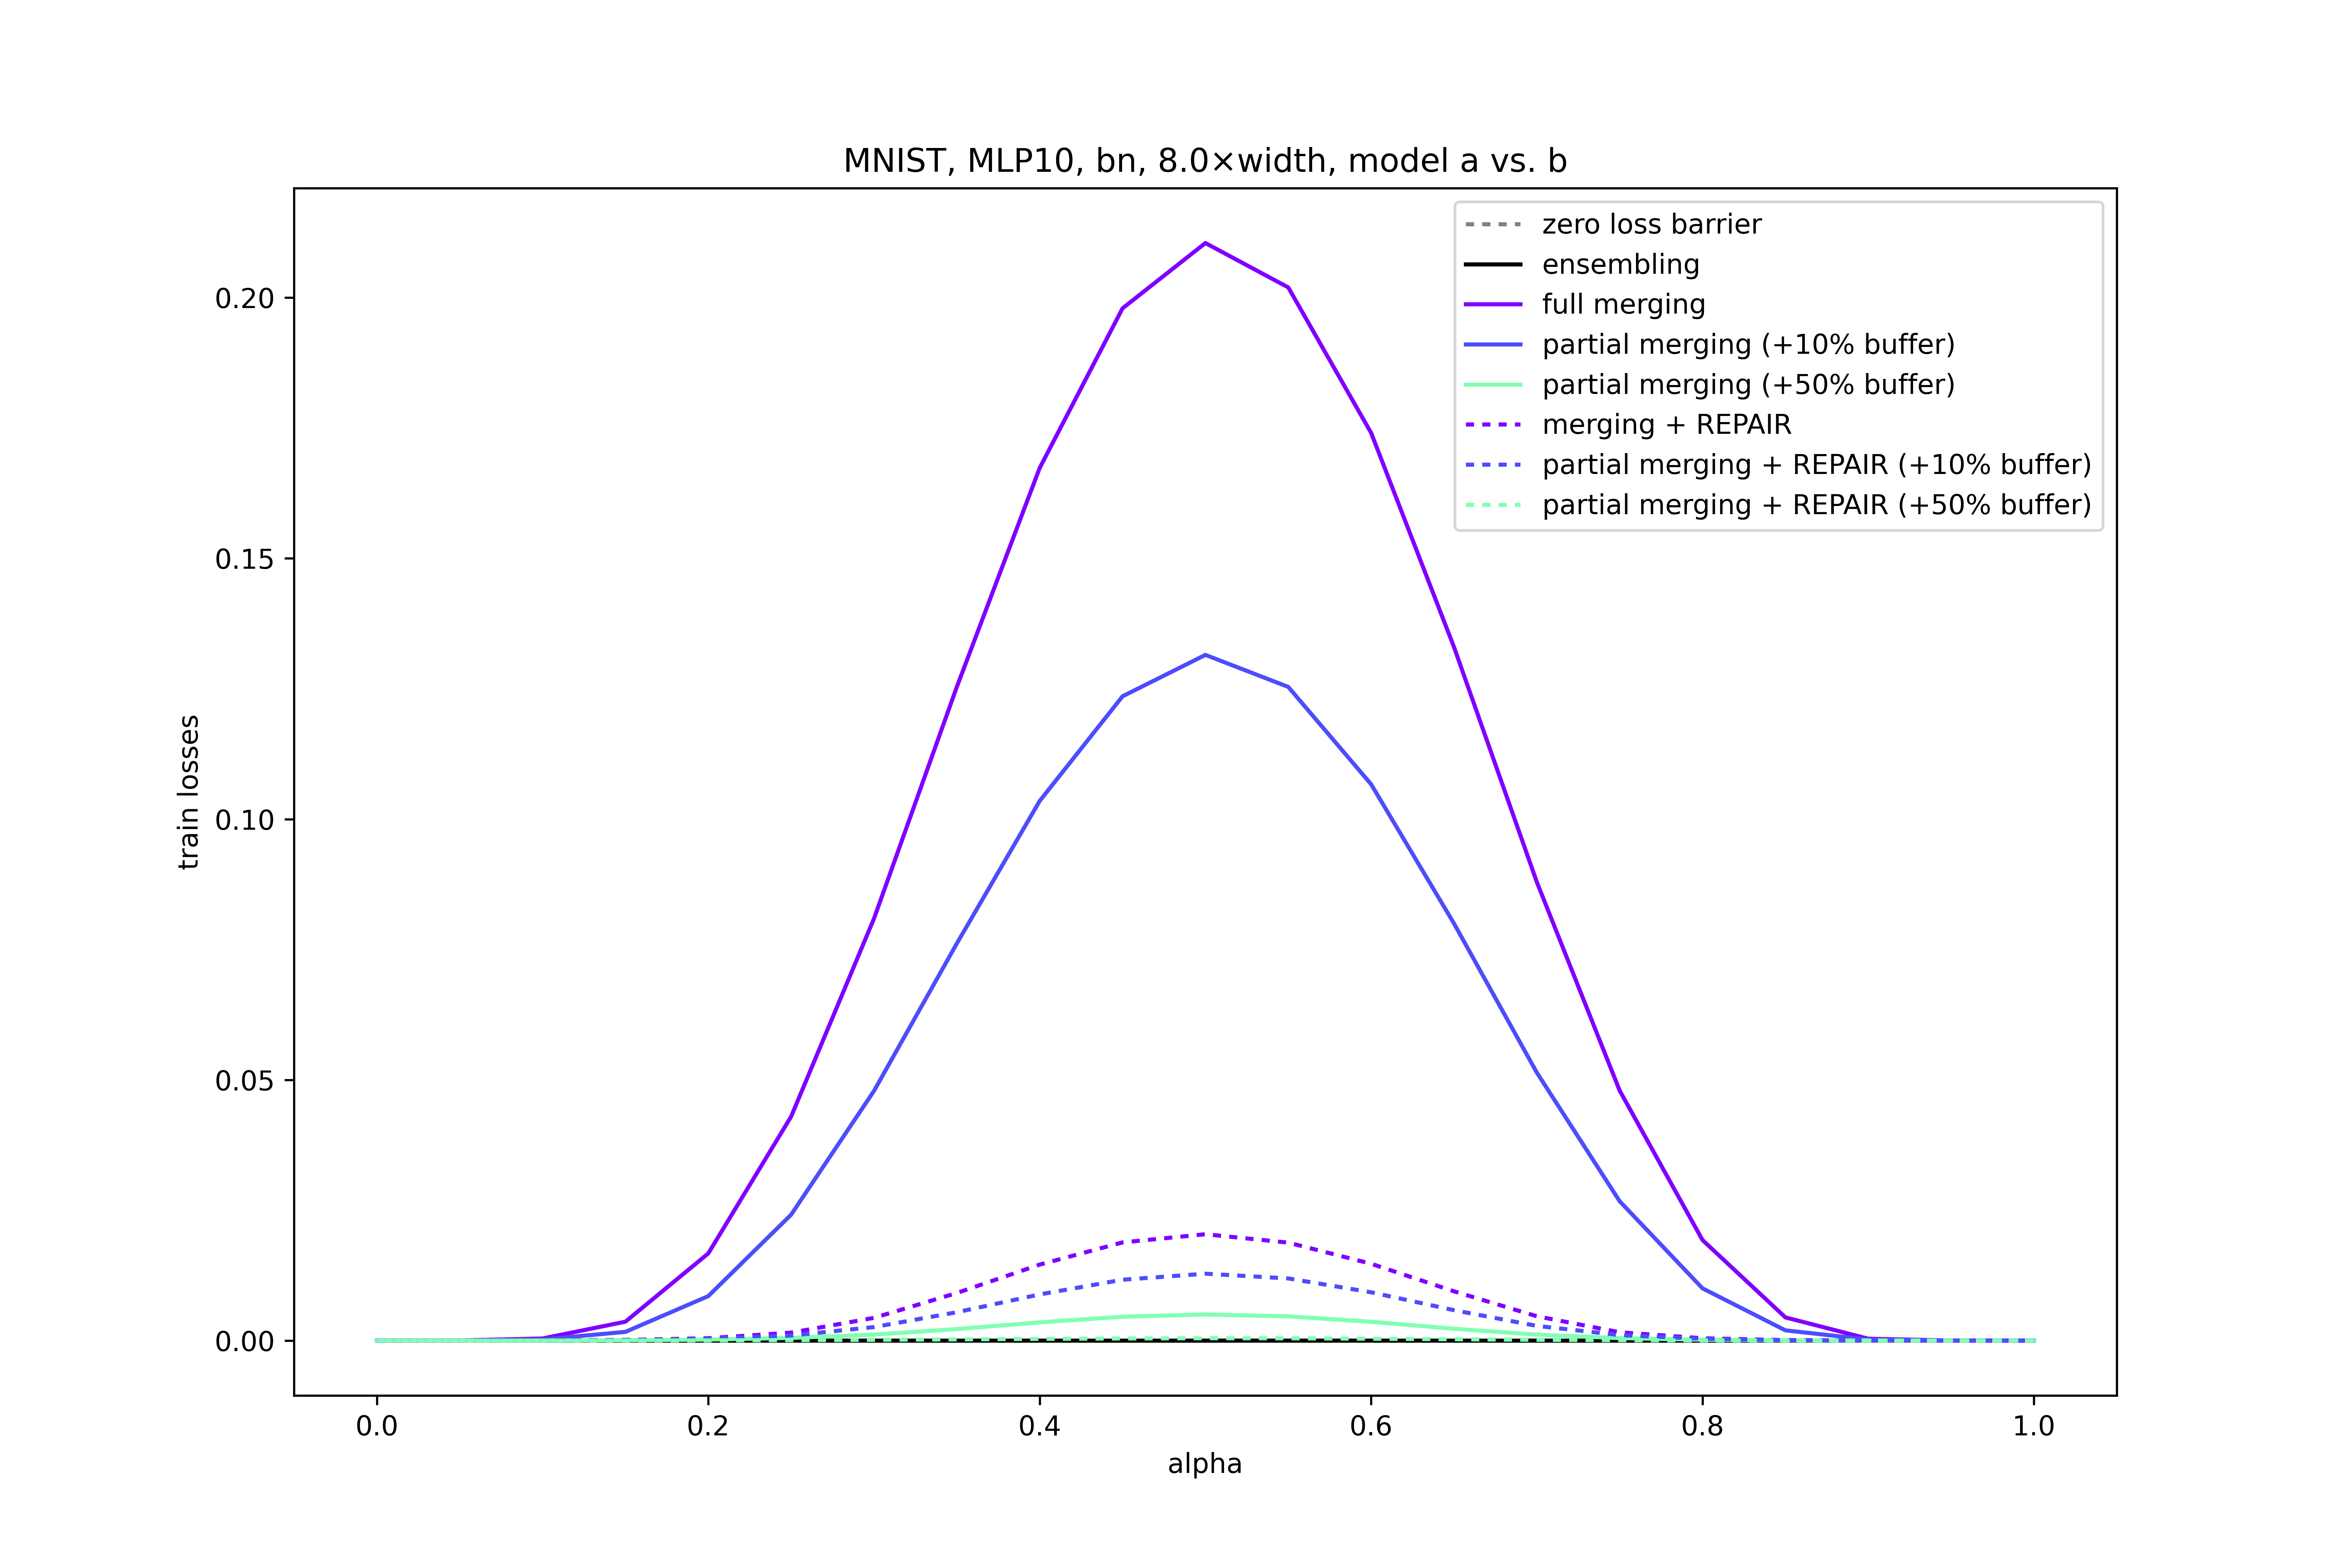 MNIST, MLP10, bn, 8.0×width, model a vs. b
zero loss barrier
ensembling
full merging
partial merging (+10% buffer)
partial merging (+50% buffer)
merging + REPAIR
partial merging + REPAIR (+10% buffer)
partial merging + REPAIR (+50% buffer)
train losses
0.20
0.15
0.10
0.05
0.00
0.0 0.2 0.4 0.6 0.8 1.0
alpha